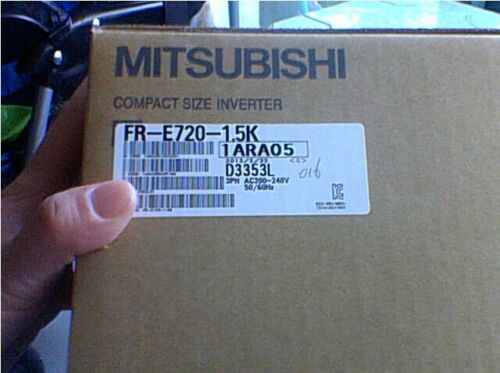 MITSUBISHI
COMPACT SIZE INVERTER
FR-E720-1.5K
1ARA05
D3353L
016
3PH AC200-240V
50/60Hz